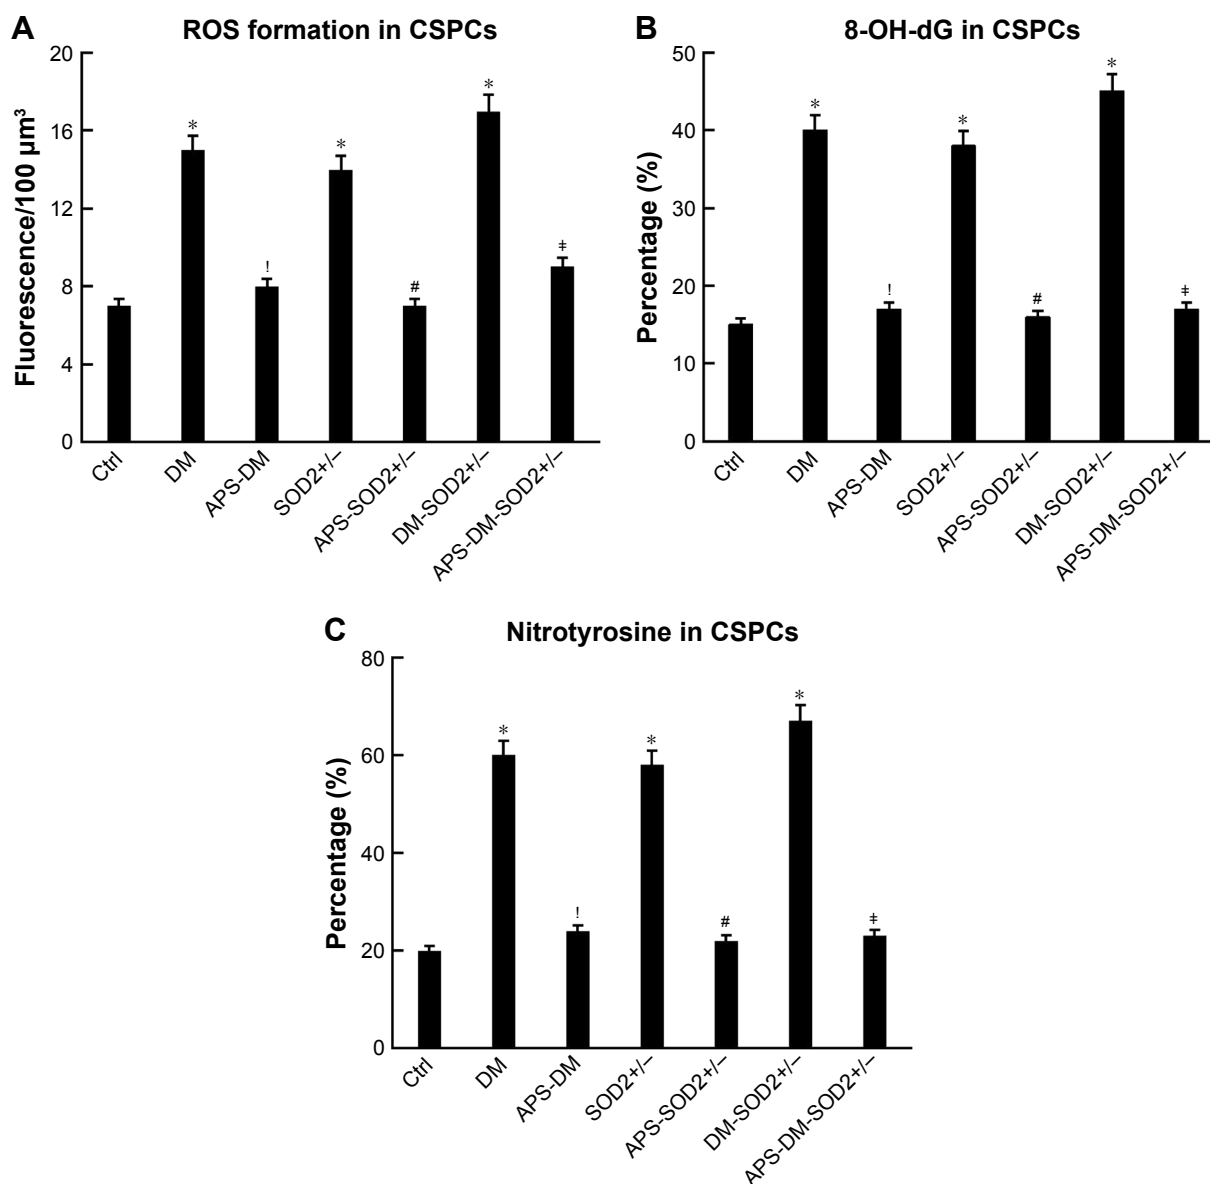 A
ROS formation in CSPCs
Fluorescence/100 µm³
20
16
12
8
4
0
*
*
*
!
#
‡
Ctrl
DM
APS-DM
SOD2+/–
APS-SOD2+/–
DM-SOD2+/–
APS-DM-SOD2+/–
B
8-OH-dG in CSPCs
Percentage (%)
50
40
30
20
10
0
*
*
*
!
#
‡
Ctrl
DM
APS-DM
SOD2+/–
APS-SOD2+/–
DM-SOD2+/–
APS-DM-SOD2+/–
C
Nitrotyrosine in CSPCs
Percentage (%)
80
60
40
20
0
*
*
*
!
#
‡
Ctrl
DM
APS-DM
SOD2+/–
APS-SOD2+/–
DM-SOD2+/–
APS-DM-SOD2+/–